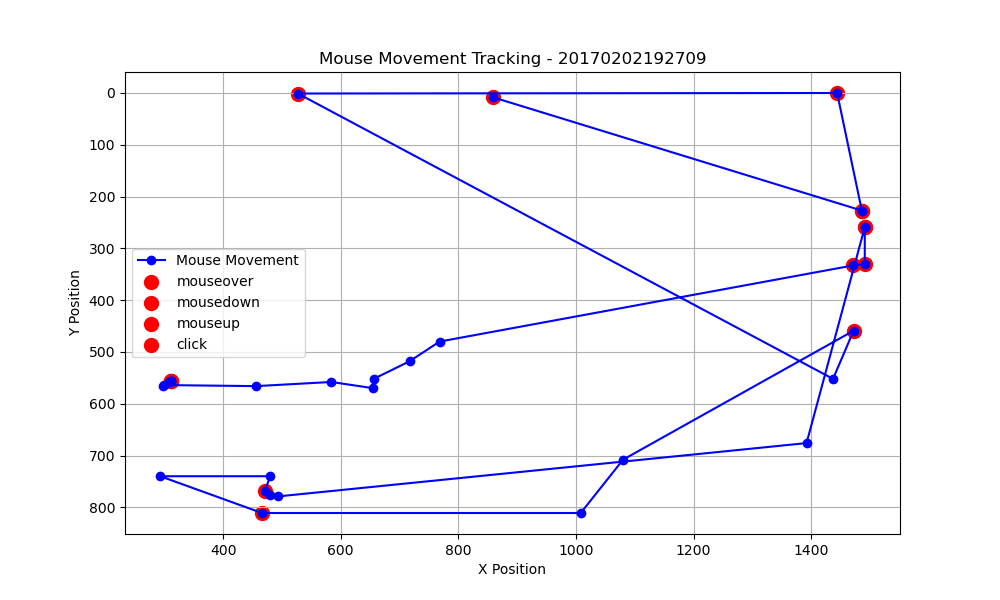 Mouse Movement Tracking - 20170202192709
0
100
200
300
400
500
600
700
800
Y Position
Mouse Movement
mouseover
mousedown
mouseup
click
400 600 800 1000 1200 1400
X Position